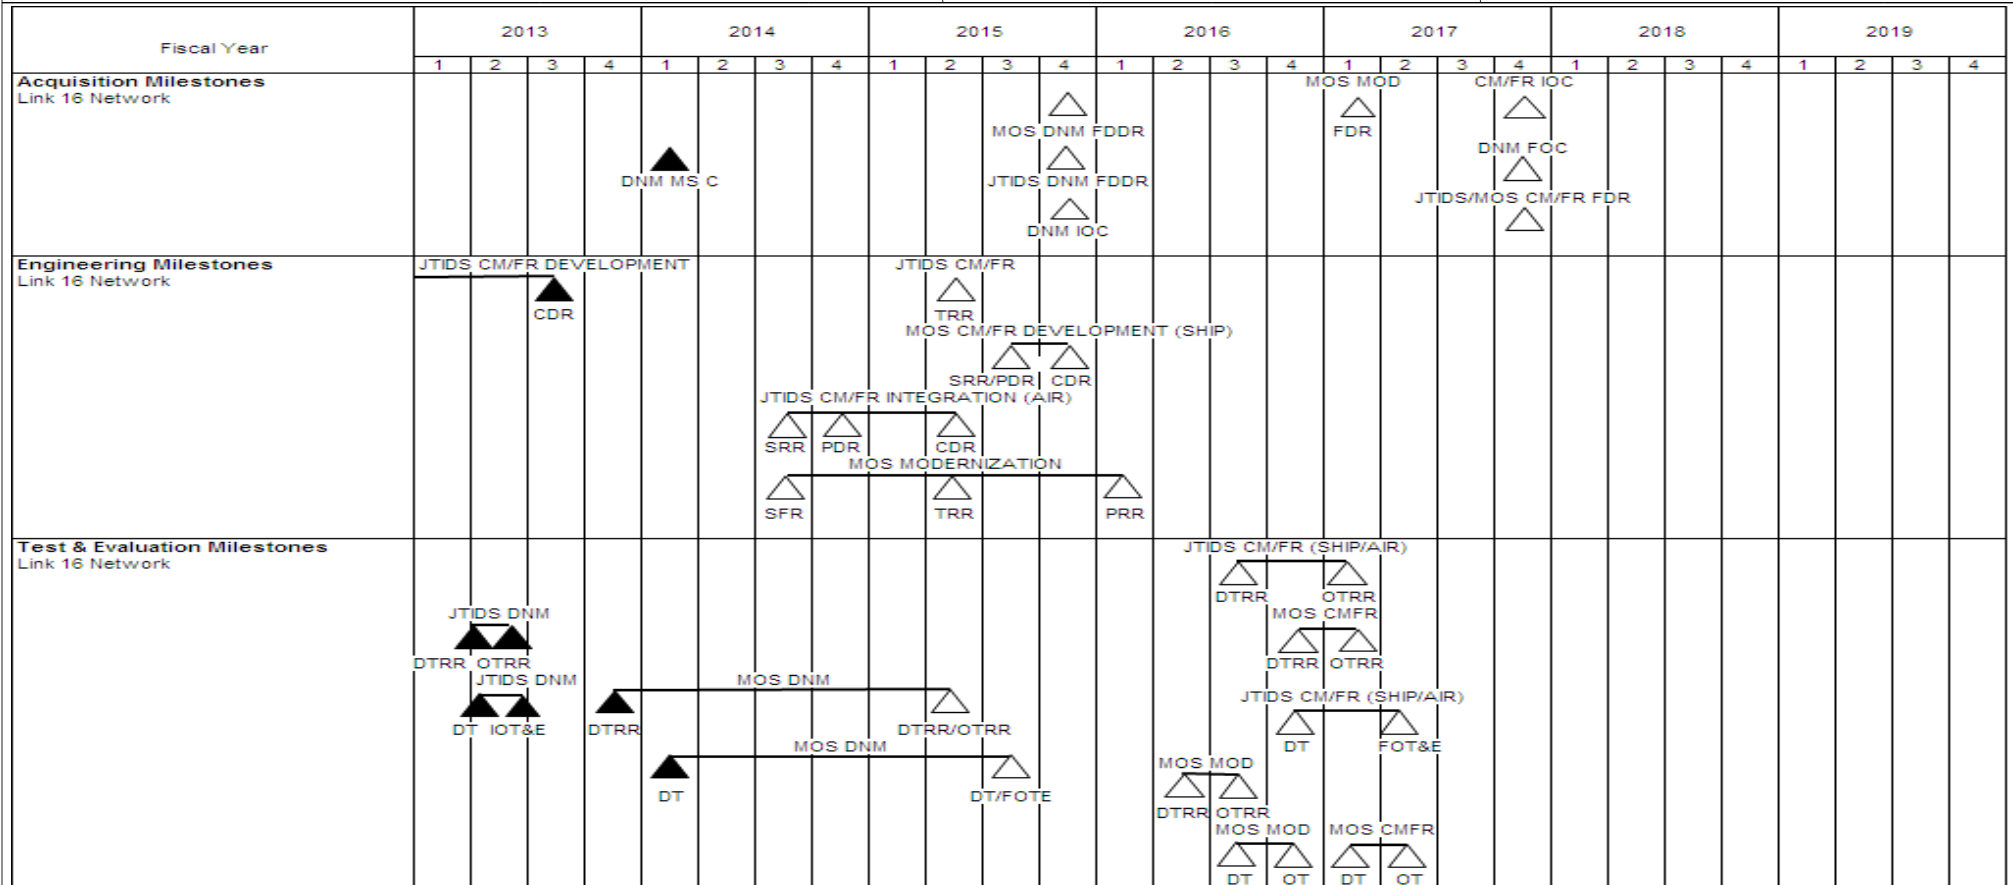 Fiscal Year
2013 2014 2015 2016 2017 2018 2019
1 2 3 4 1 2 3 4 1 2 3 4 1 2 3 4 1 2 3 4 1 2 3 4 1 2 3 4
Acquisition Milestones
Link 16 Network
MOS MOD CM/FR IOC
MOS DNM FDDR FDR
DNM FOC
DNM MS C JTIDS DNM FDDR
JTIDS/MOS CM/FR FDR
DNM IOC
Engineering Milestones
Link 16 Network
JTIDS CM/FR DEVELOPMENT JTIDS CM/FR
CDR TRR
MOS CM/FR DEVELOPMENT (SHIP)
SRR/PDR CDR
JTIDS CM/FR INTEGRATION (AIR)
SRR PDR CDR
MOS MODERNIZATION
SFR TRR PRR
Test & Evaluation Milestones
Link 16 Network
JTIDS CM/FR (SHIP/AIR)
DTRR OTRR
JTIDS DNM MOS CMFR
DTRR OTRR DTRR OTRR
JTIDS DNM MOS DNM
JTIDS CM/FR (SHIP/AIR)
DT IOT&E DTRR DTRR/OTRR
MOS DNM DT FOT&E
MOS MOD
DT DT/FOTE
DTRR OTRR
MOS MOD MOS CMFR
DT OT DT OT